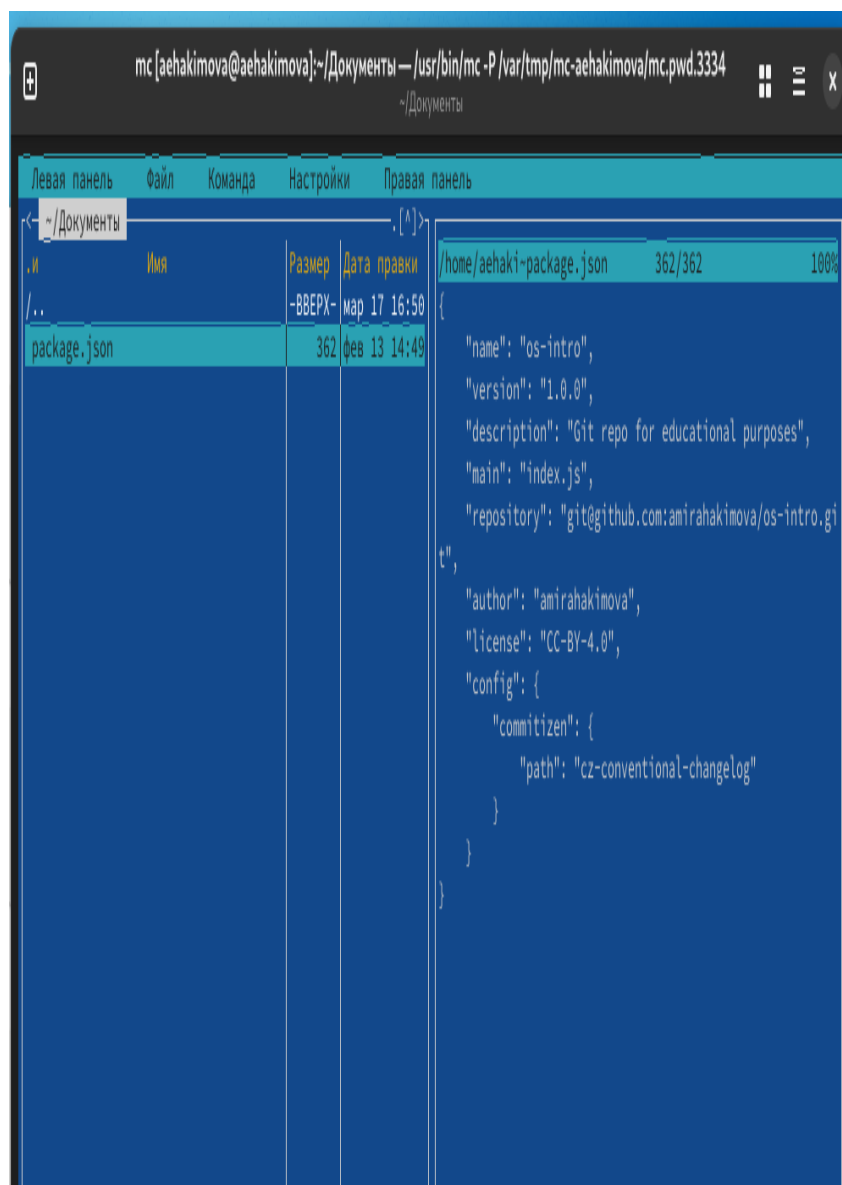 mc [aehakimova@aehakimova]:~/Документы — /usr/bin/mc -P /var/tmp/mc-aehakimova/mc.pwd.3334
~/Документы
Левая панель Файл Команда Настройки Правая панель
<- ~/Документы .[^]>
.и Имя Размер Дата правки
/.. -ВВЕРХ- мар 17 16:50
package.json 362 фев 13 14:49
/home/aehaki~package.json 362/362 100%
{
"name": "os-intro",
"version": "1.0.0",
"description": "Git repo for educational purposes",
"main": "index.js",
"repository": "git@github.com:amirahakimova/os-intro.gi
t",
"author": "amirahakimova",
"license": "CC-BY-4.0",
"config": {
"commitizen": {
"path": "cz-conventional-changelog"
}
}
}